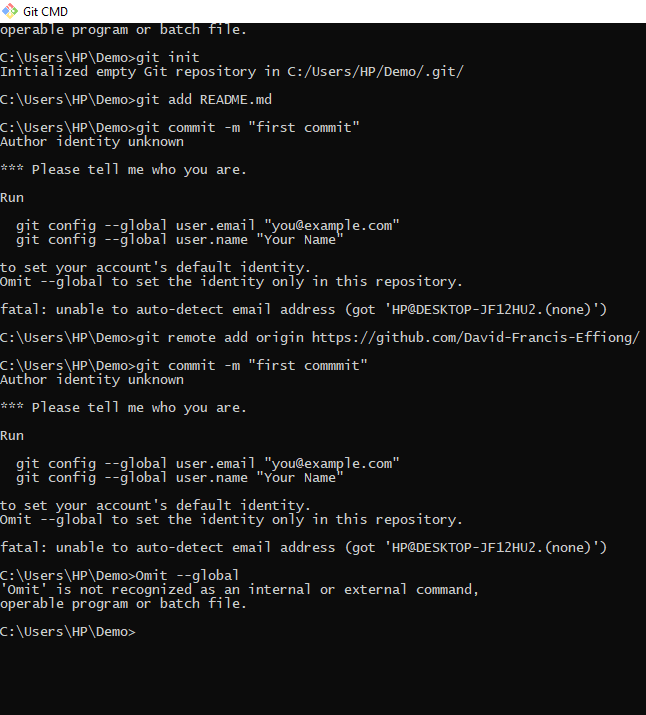 Git CMD
operable program or batch file.
C:\Users\HP\Demo>git init
Initialized empty Git repository in C:/Users/HP/Demo/.git/
C:\Users\HP\Demo>git add README.md
C:\Users\HP\Demo>git commit -m "first commit"
Author identity unknown
*** Please tell me who you are.
Run
git config --global user.email "you@example.com"
git config --global user.name "Your Name"
to set your account's default identity.
Omit --global to set the identity only in this repository.
fatal: unable to auto-detect email address (got 'HP@DESKTOP-JF12HU2.(none)')
C:\Users\HP\Demo>git remote add origin https://github.com/David-Francis-Effiong/
C:\Users\HP\Demo>git commit -m "first commmit"
Author identity unknown
*** Please tell me who you are.
Run
git config --global user.email "you@example.com"
git config --global user.name "Your Name"
to set your account's default identity.
Omit --global to set the identity only in this repository.
fatal: unable to auto-detect email address (got 'HP@DESKTOP-JF12HU2.(none)')
C:\Users\HP\Demo>Omit --global
'Omit' is not recognized as an internal or external command,
operable program or batch file.
C:\Users\HP\Demo>